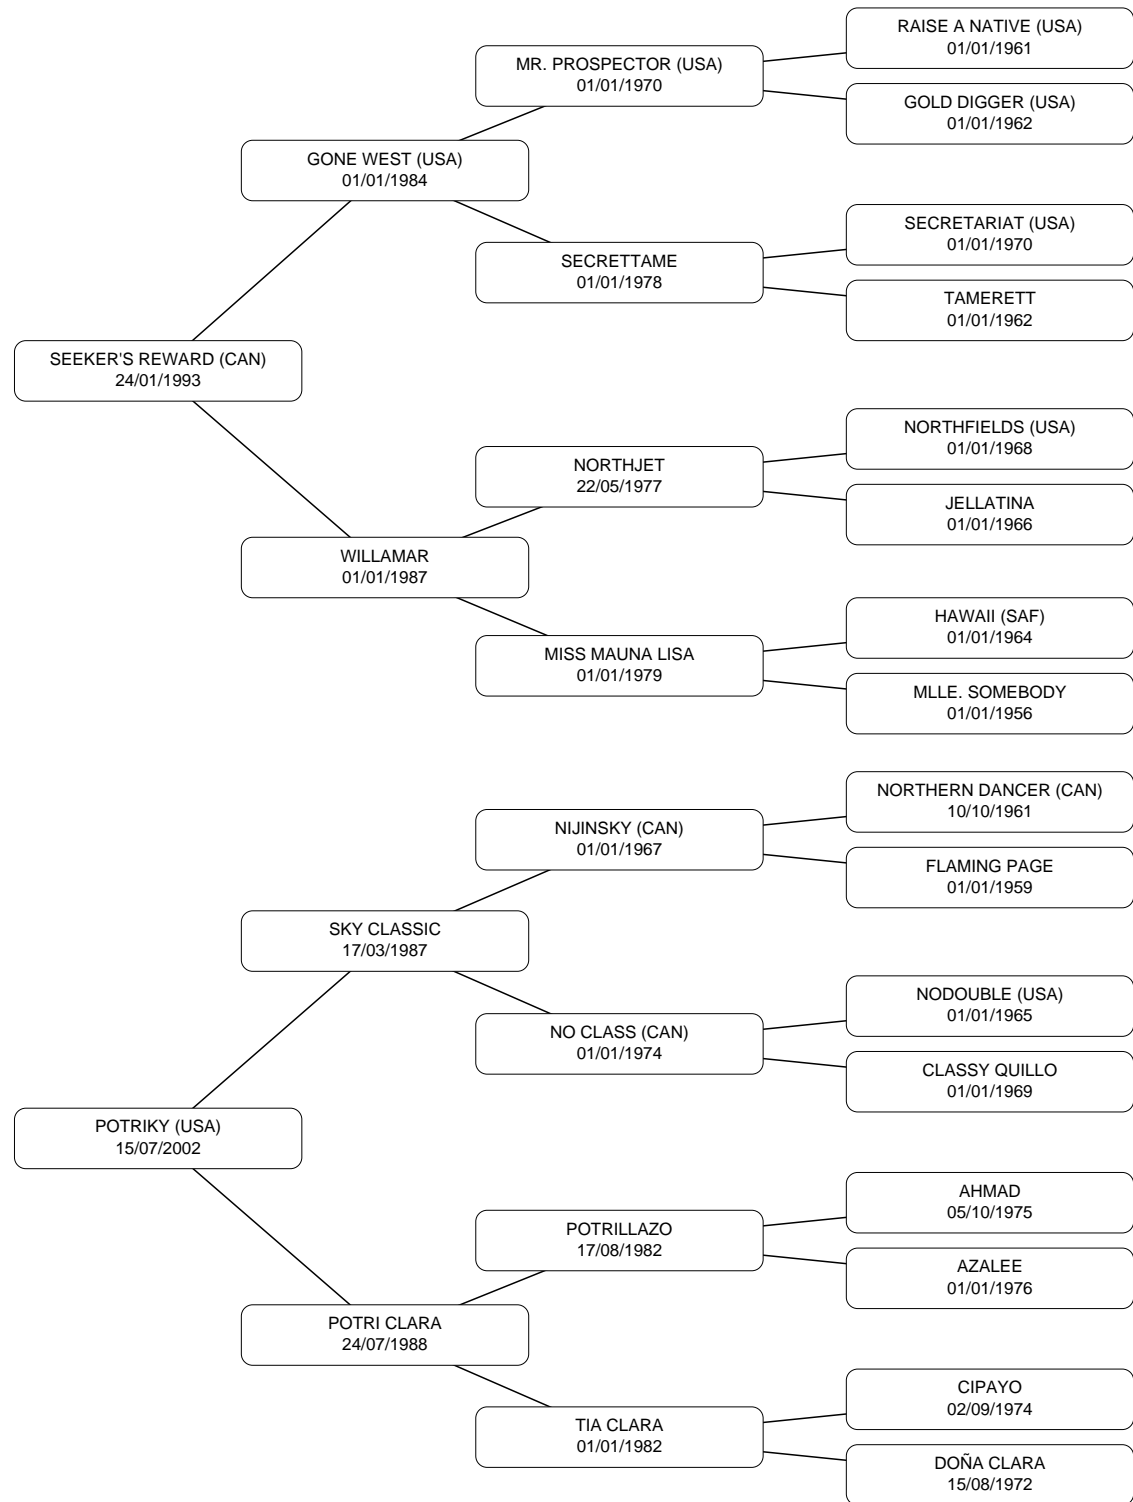 RAISE A NATIVE (USA)
01/01/1961
MR. PROSPECTOR (USA)
01/01/1970
GOLD DIGGER (USA)
01/01/1962
GONE WEST (USA)
01/01/1984
SECRETARIAT (USA)
01/01/1970
SECRETTAME
01/01/1978
TAMERETT
01/01/1962
SEEKER'S REWARD (CAN)
24/01/1993
NORTHFIELDS (USA)
01/01/1968
NORTHJET
22/05/1977
JELLATINA
01/01/1966
WILLAMAR
01/01/1987
HAWAII (SAF)
01/01/1964
MISS MAUNA LISA
01/01/1979
MLLE. SOMEBODY
01/01/1956
NORTHERN DANCER (CAN)
10/10/1961
NIJINSKY (CAN)
01/01/1967
FLAMING PAGE
01/01/1959
SKY CLASSIC
17/03/1987
NODOUBLE (USA)
01/01/1965
NO CLASS (CAN)
01/01/1974
CLASSY QUILLO
01/01/1969
POTRIKY (USA)
15/07/2002
AHMAD
05/10/1975
POTRILLAZO
17/08/1982
AZALEE
01/01/1976
POTRI CLARA
24/07/1988
CIPAYO
02/09/1974
TIA CLARA
01/01/1982
DOÑA CLARA
15/08/1972